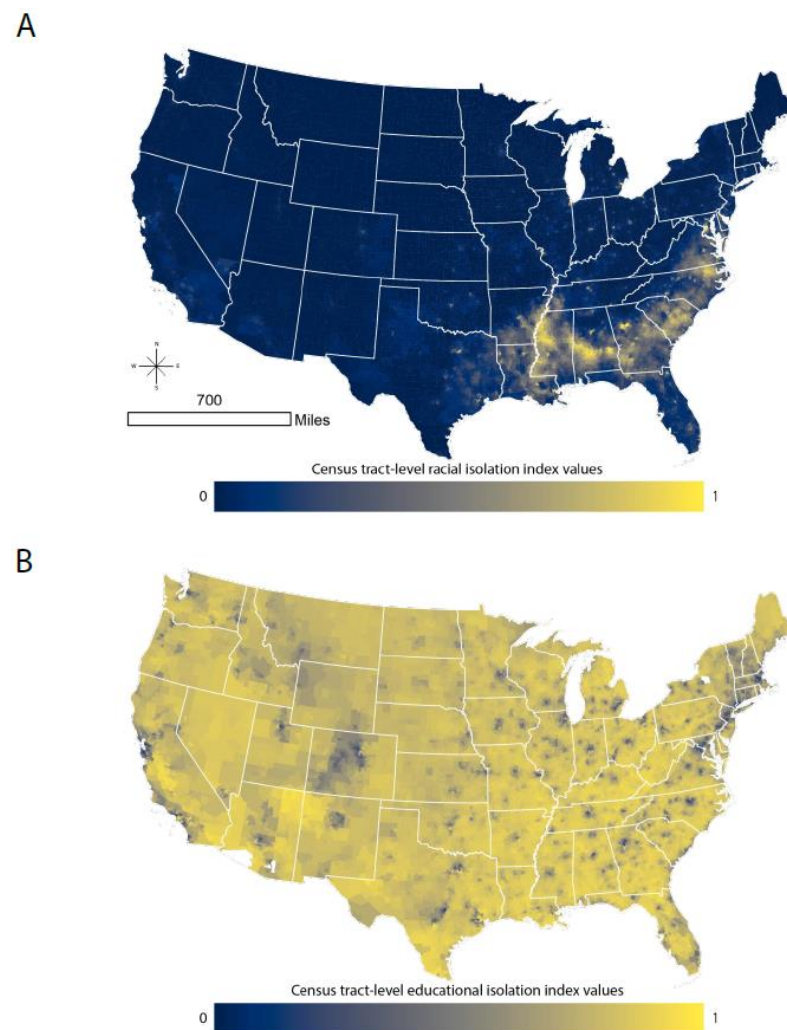 A
N
W E
S
700
Miles
Census tract-level racial isolation index values
0 1
B
Census tract-level educational isolation index values
0 1